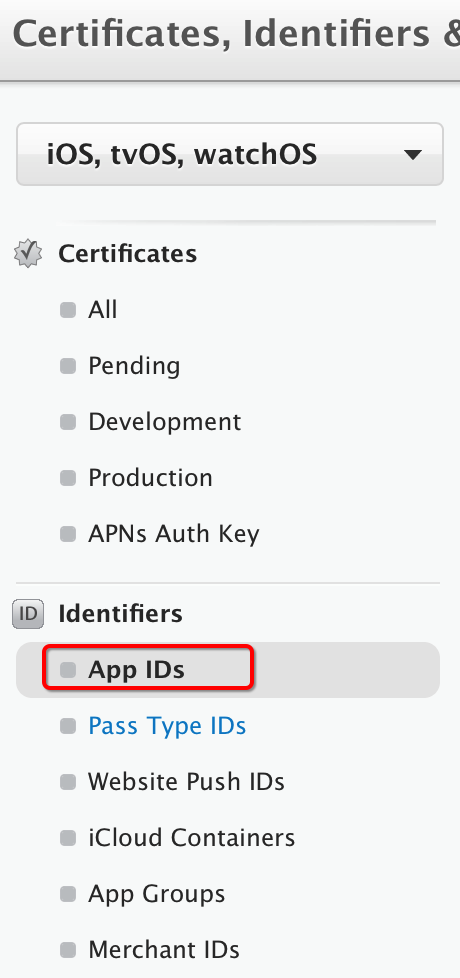 Certificates, Identifiers &
iOS, tvOS, watchOS
Certificates
All
Pending
Development
Production
APNs Auth Key
ID Identifiers
App IDs
Pass Type IDs
Website Push IDs
iCloud Containers
App Groups
Merchant IDs